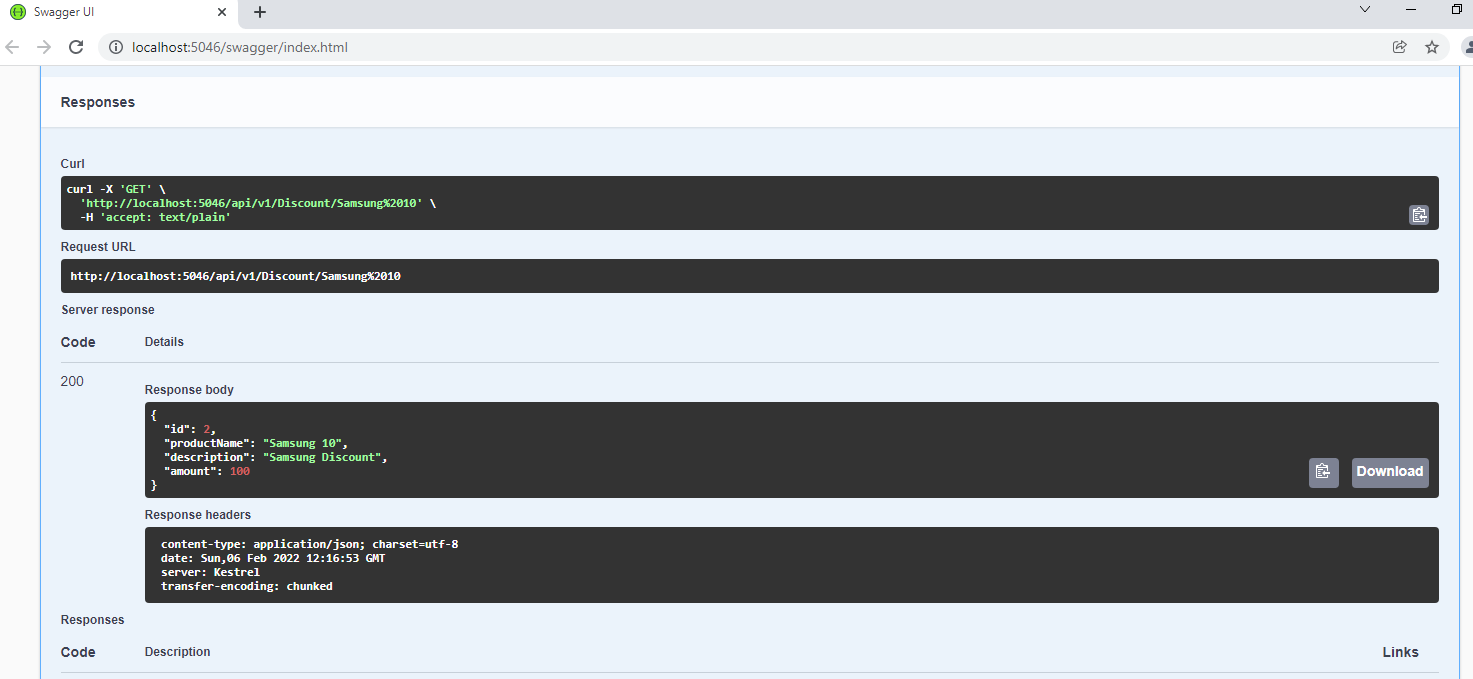 Swagger UI
localhost:5046/swagger/index.html
Responses
Curl
curl -X 'GET' \
'http://localhost:5046/api/v1/Discount/Samsung%2010' \
-H 'accept: text/plain'
Request URL
http://localhost:5046/api/v1/Discount/Samsung%2010
Server response
Code Details
200
Response body
{
"id": 2,
"productName": "Samsung 10",
"description": "Samsung Discount",
"amount": 100
}
Download
Response headers
content-type: application/json; charset=utf-8
date: Sun,06 Feb 2022 12:16:53 GMT
server: Kestrel
transfer-encoding: chunked
Responses
Code Description Links